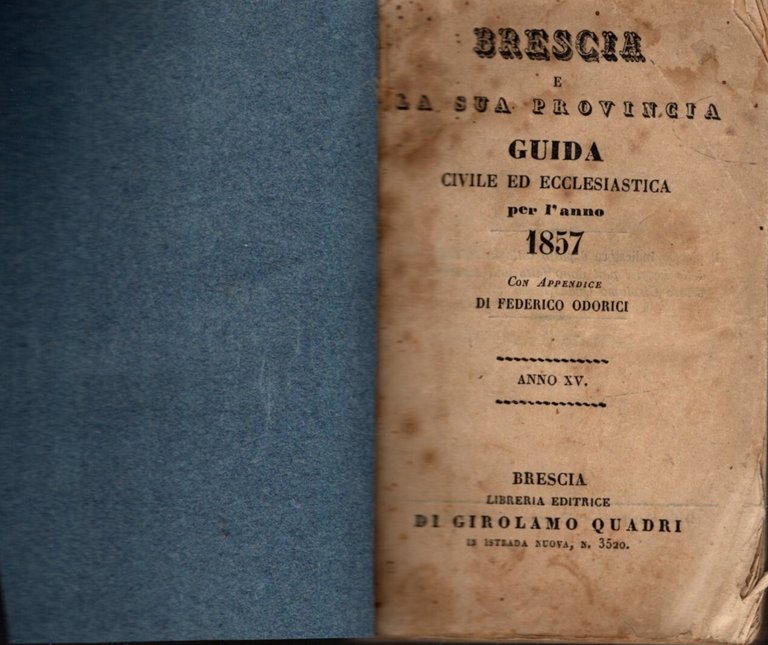 BRESCIA
E
LA SUA PROVINCIA
GUIDA
CIVILE ED ECCLESIASTICA
per l'anno
1857
CON APPENDICE
DI FEDERICO ODORICI
ANNO XV.
BRESCIA
LIBRERIA EDITRICE
DI GIROLAMO QUADRI
IN ISTRADA NUOVA, N. 3520.